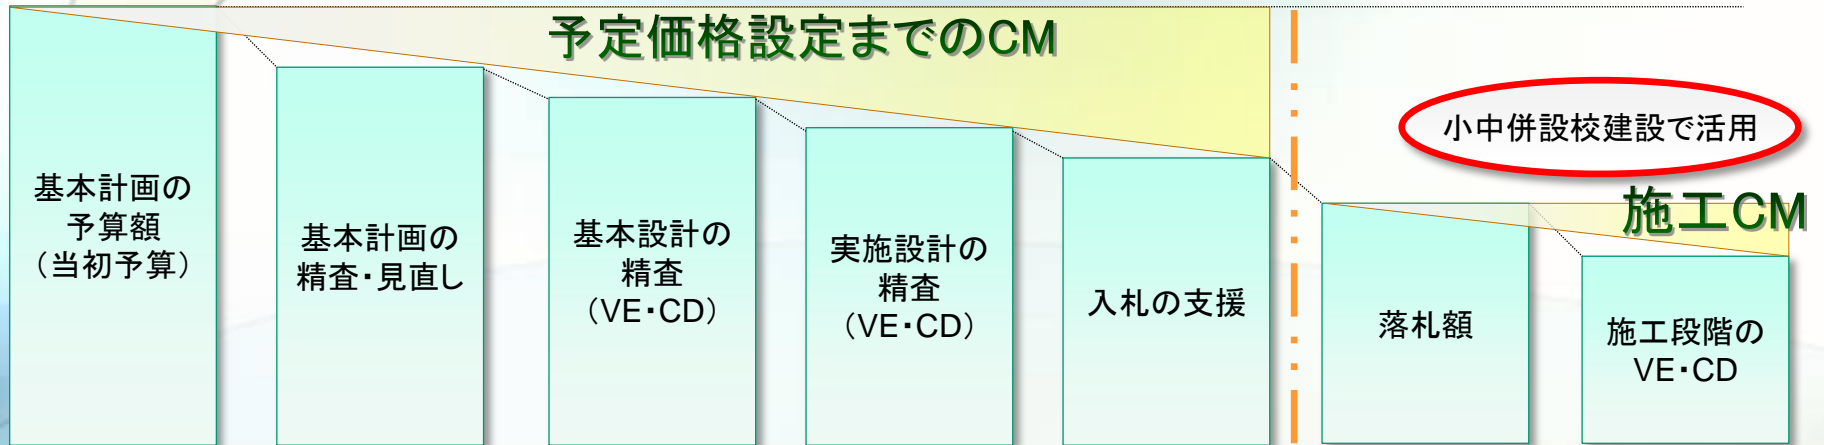 予定価格設定までのCM
小中併設校建設で活用
施工CM
基本計画の
予算額
（当初予算）
基本計画の
精査・見直し
基本設計の
精査
（VE・CD）
実施設計の
精査
（VE・CD）
入札の支援
落札額
施工段階の
VE・CD